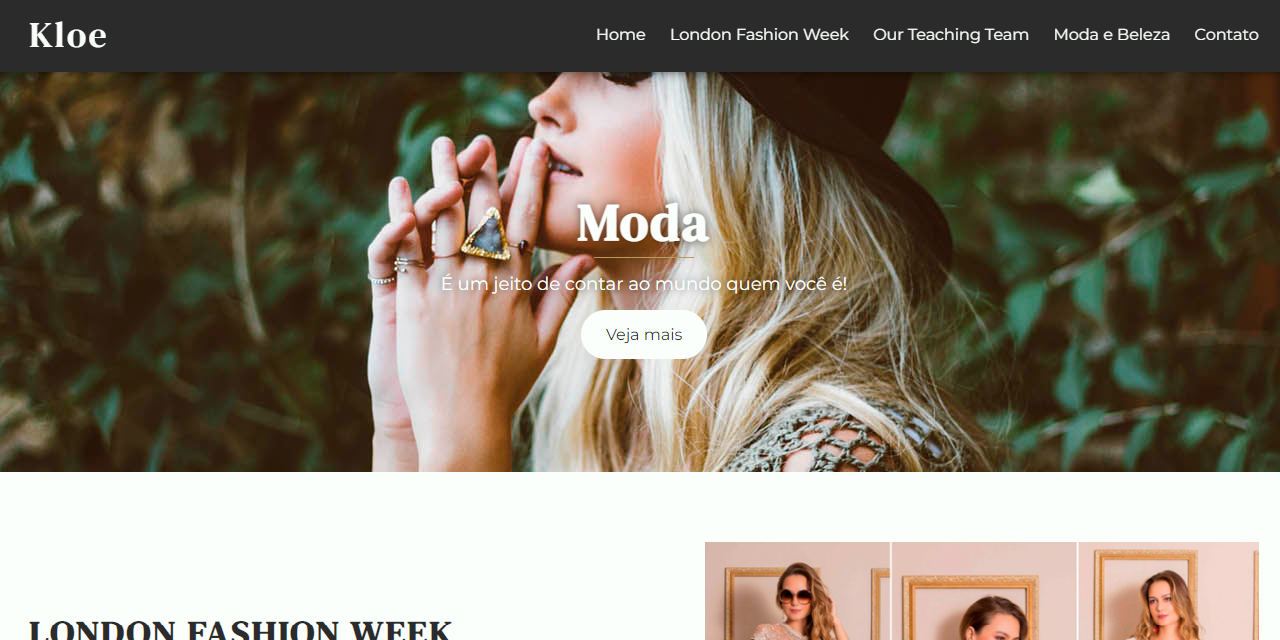 Kloe
Home London Fashion Week Our Teaching Team Moda e Beleza Contato
Moda
É um jeito de contar ao mundo quem você é!
Veja mais
LONDON FASHION WEEK